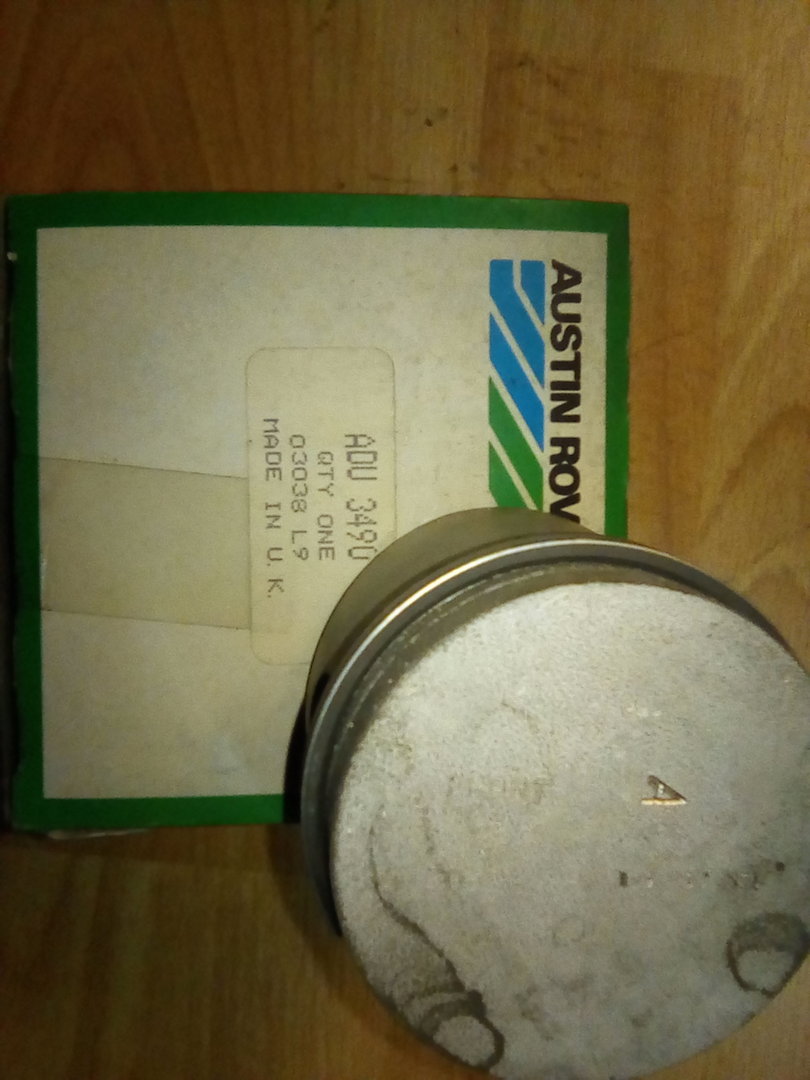 AUSTIN ROV
ADU 3490
QTY ONE
03038 L9
MADE IN U.K.
A